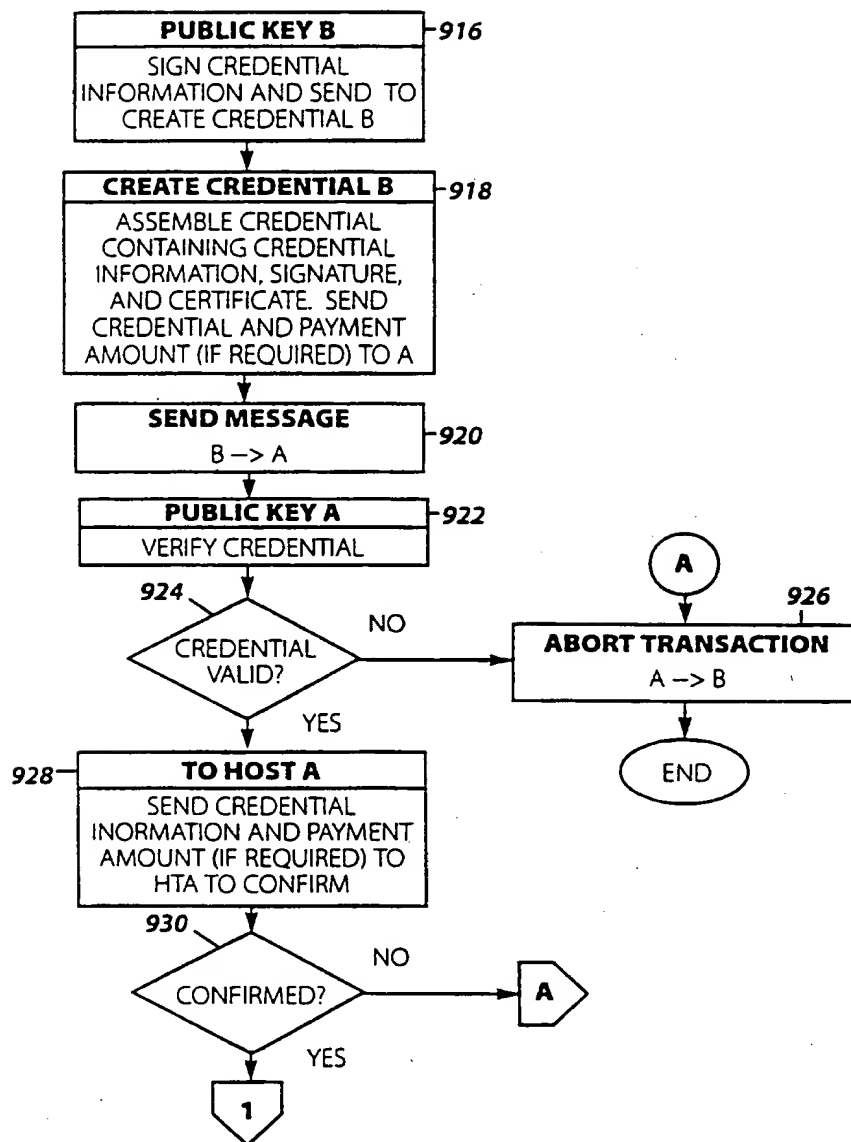 PUBLIC KEY B
916
SIGN CREDENTIAL
INFORMATION AND SEND TO
CREATE CREDENTIAL B
CREATE CREDENTIAL B
918
ASSEMBLE CREDENTIAL
CONTAINING CREDENTIAL
INFORMATION, SIGNATURE,
AND CERTIFICATE. SEND
CREDENTIAL AND PAYMENT
AMOUNT (IF REQUIRED) TO A
SEND MESSAGE
920
B —> A
PUBLIC KEY A
922
VERIFY CREDENTIAL
924
CREDENTIAL
VALID?
NO
YES
A
926
ABORT TRANSACTION
A —> B
END
928
TO HOST A
SEND CREDENTIAL
INORMATION AND PAYMENT
AMOUNT (IF REQUIRED) TO
HTA TO CONFIRM
930
CONFIRMED?
NO
A
YES
1